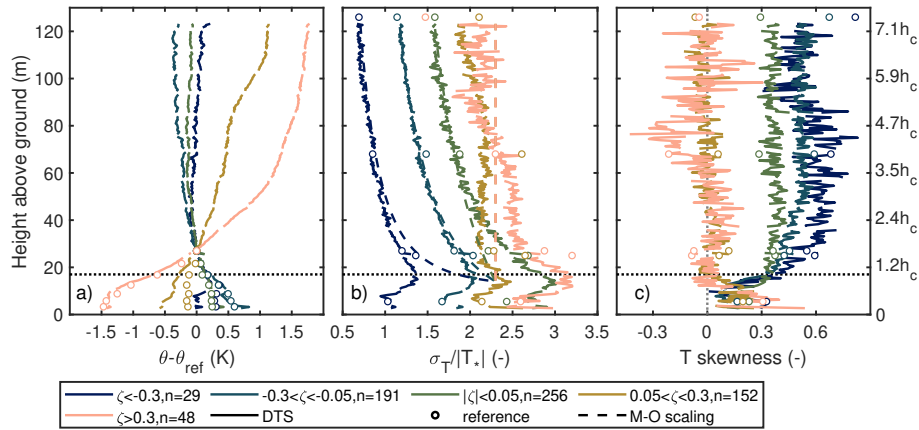 120
100
80
60
40
20
0
Height above ground (m)
a)
-1.5 -1 -0.5 0 0.5 1 1.5
θ-θref (K)
b)
0.5 1 1.5 2 2.5 3 3.5
σT/|T*| (-)
c)
-0.3 0 0.3 0.6
T skewness (-)
7.1hc
5.9hc
4.7hc
3.5hc
2.4hc
1.2hc
0
ζ<-0.3,n=29 -0.3<ζ<-0.05,n=191 |ζ|<0.05,n=256 0.05<ζ<0.3,n=152
ζ>0.3,n=48 DTS reference M-O scaling